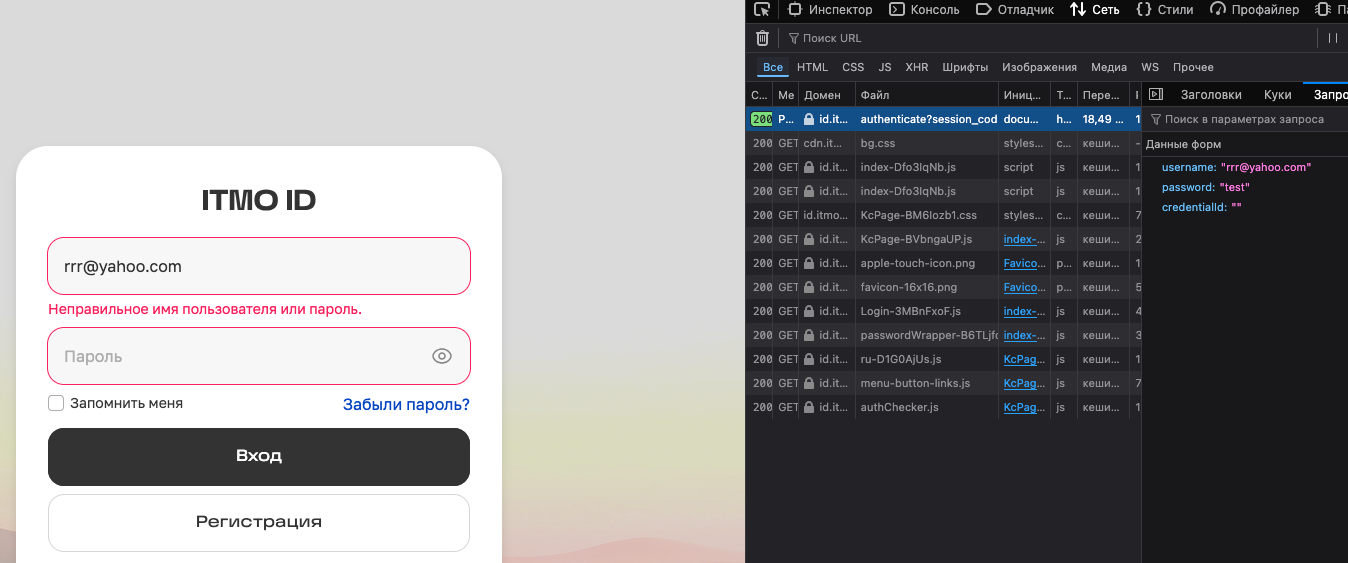 ITMO ID
rrr@yahoo.com
Неправильное имя пользователя или пароль.
Пароль
Запомнить меня
Забыли пароль?
Вход
Регистрация
Инспектор Консоль Отладчик Сеть Стили Профайлер
Поиск URL
Все HTML CSS JS XHR Шрифты Изображения Медиа WS Прочее
С... Ме Домен Файл Иниц... Т... Пере...
200 P... id.it... authenticate?session_cod docu... h... 18,49 ... 1
200 GET cdn.it... bg.css styles... c... кеши... -
200 GET id.it... index-Dfo3lqNb.js script js кеши... 1
200 GET id.it... index-Dfo3lqNb.js script js кеши... 1
200 GET id.itmo... KcPage-BM6lozb1.css styles... c... кеши... 7
200 GET id.it... KcPage-BVbngaUP.js index-... js кеши... 2
200 GET id.it... apple-touch-icon.png Favico... p... кеши... 1
200 GET id.it... favicon-16x16.png Favico... p... кеши... 5
200 GET id.it... Login-3MBnFxoF.js index-... js кеши... 4
200 GET id.it... passwordWrapper-B6TLjfc index-... js кеши... 3
200 GET id.it... ru-D1G0AjUs.js KcPag... js кеши... 1
200 GET id.it... menu-button-links.js KcPag... js кеши... 7
200 GET id.it... authChecker.js KcPag... js кеши... 1
Заголовки Куки Запро
Поиск в параметрах запроса
Данные форм
username: "rrr@yahoo.com"
password: "test"
credentialId: ""